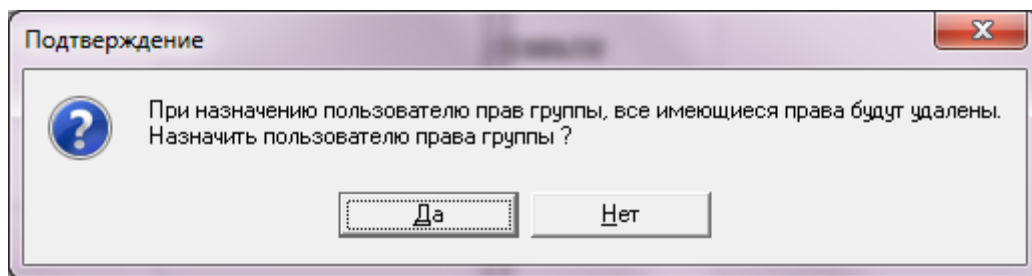 Подтверждение
При назначению пользователю прав группы, все имеющиеся права будут удалены.
Назначить пользователю права группы ?
Да
Нет